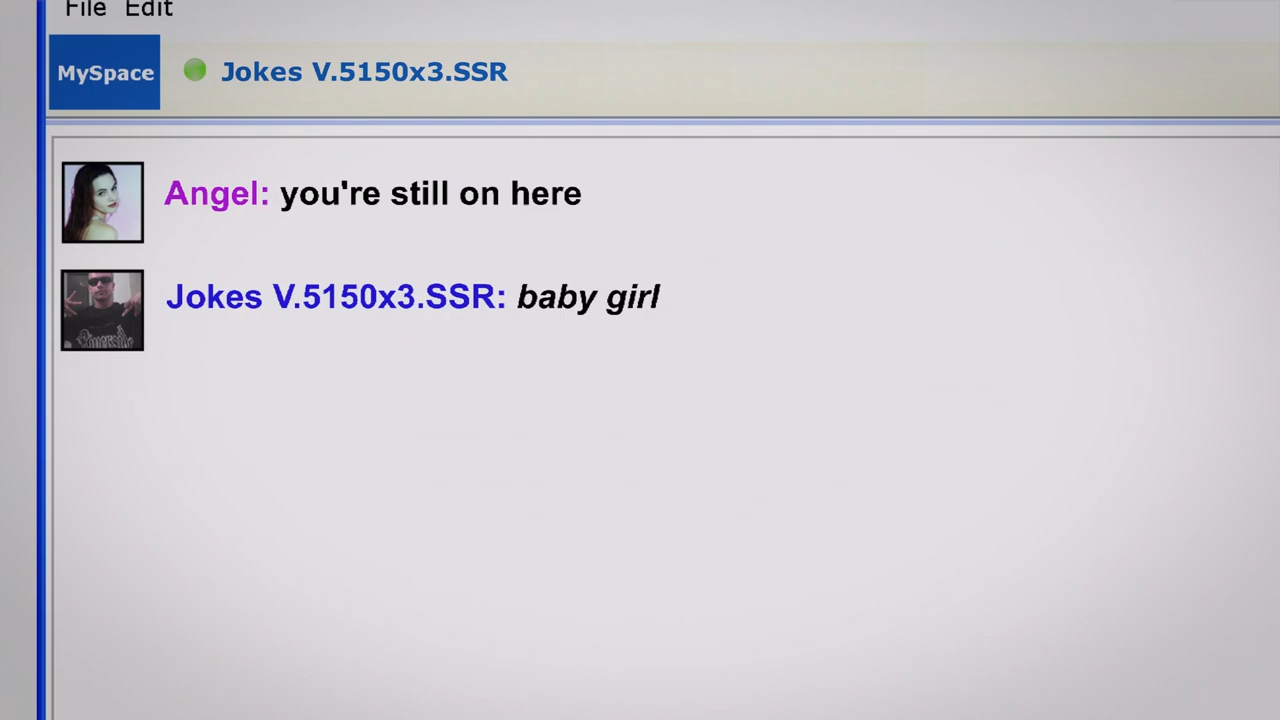 File Edit
MySpace Jokes V.5150x3.SSR
Angel: you're still on here
Jokes V.5150x3.SSR: baby girl